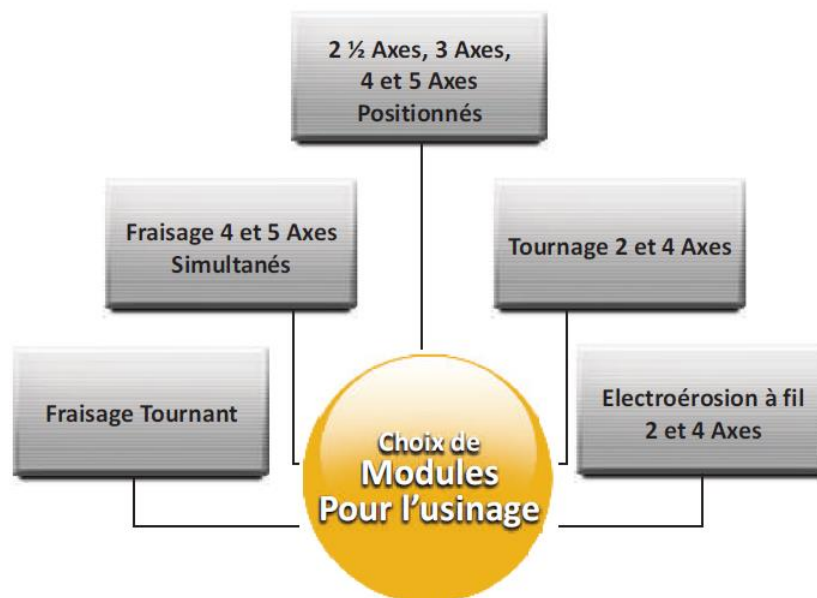 2 ½ Axes, 3 Axes,
4 et 5 Axes
Positionnés
Fraisage 4 et 5 Axes
Simultanés
Tournage 2 et 4 Axes
Fraisage Tournant
Electroérosion à fil
2 et 4 Axes
Choix de
Modules
Pour l'usinage